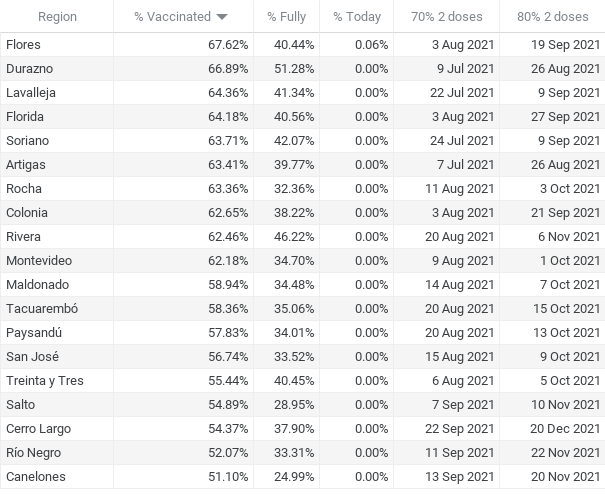 Region % Vaccinated % Fully % Today 70% 2 doses 80% 2 doses
Flores 67.62% 40.44% 0.06% 3 Aug 2021 19 Sep 2021
Durazno 66.89% 51.28% 0.00% 9 Jul 2021 26 Aug 2021
Lavalleja 64.36% 41.34% 0.00% 22 Jul 2021 9 Sep 2021
Florida 64.18% 40.56% 0.00% 3 Aug 2021 27 Sep 2021
Soriano 63.71% 42.07% 0.00% 24 Jul 2021 9 Sep 2021
Artigas 63.41% 39.77% 0.00% 7 Jul 2021 26 Aug 2021
Rocha 63.36% 32.36% 0.00% 11 Aug 2021 3 Oct 2021
Colonia 62.65% 38.22% 0.00% 3 Aug 2021 21 Sep 2021
Rivera 62.46% 46.22% 0.00% 20 Aug 2021 6 Nov 2021
Montevideo 62.18% 34.70% 0.00% 9 Aug 2021 1 Oct 2021
Maldonado 58.94% 34.48% 0.00% 14 Aug 2021 7 Oct 2021
Tacuarembó 58.36% 35.06% 0.00% 20 Aug 2021 15 Oct 2021
Paysandú 57.83% 34.01% 0.00% 20 Aug 2021 13 Oct 2021
San José 56.74% 33.52% 0.00% 15 Aug 2021 9 Oct 2021
Treinta y Tres 55.44% 40.45% 0.00% 6 Aug 2021 5 Oct 2021
Salto 54.89% 28.95% 0.00% 7 Sep 2021 10 Nov 2021
Cerro Largo 54.37% 37.90% 0.00% 22 Sep 2021 20 Dec 2021
Río Negro 52.07% 33.31% 0.00% 11 Sep 2021 22 Nov 2021
Canelones 51.10% 24.99% 0.00% 13 Sep 2021 20 Nov 2021